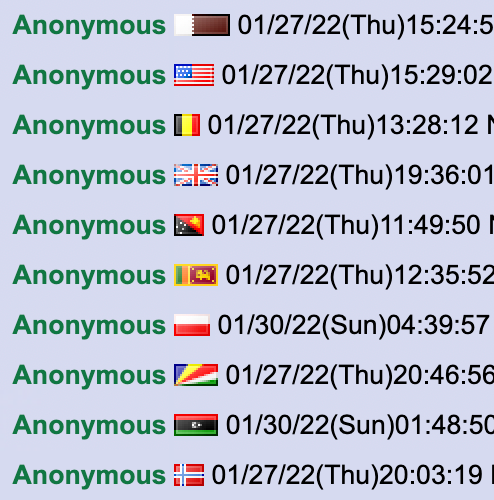 Anonymous 01/27/22(Thu)15:24:5
Anonymous 01/27/22(Thu)15:29:02
Anonymous 01/27/22(Thu)13:28:12 N
Anonymous 01/27/22(Thu)19:36:01
Anonymous 01/27/22(Thu)11:49:50 N
Anonymous 01/27/22(Thu)12:35:52
Anonymous 01/30/22(Sun)04:39:57
Anonymous 01/27/22(Thu)20:46:56
Anonymous 01/30/22(Sun)01:48:50
Anonymous 01/27/22(Thu)20:03:19